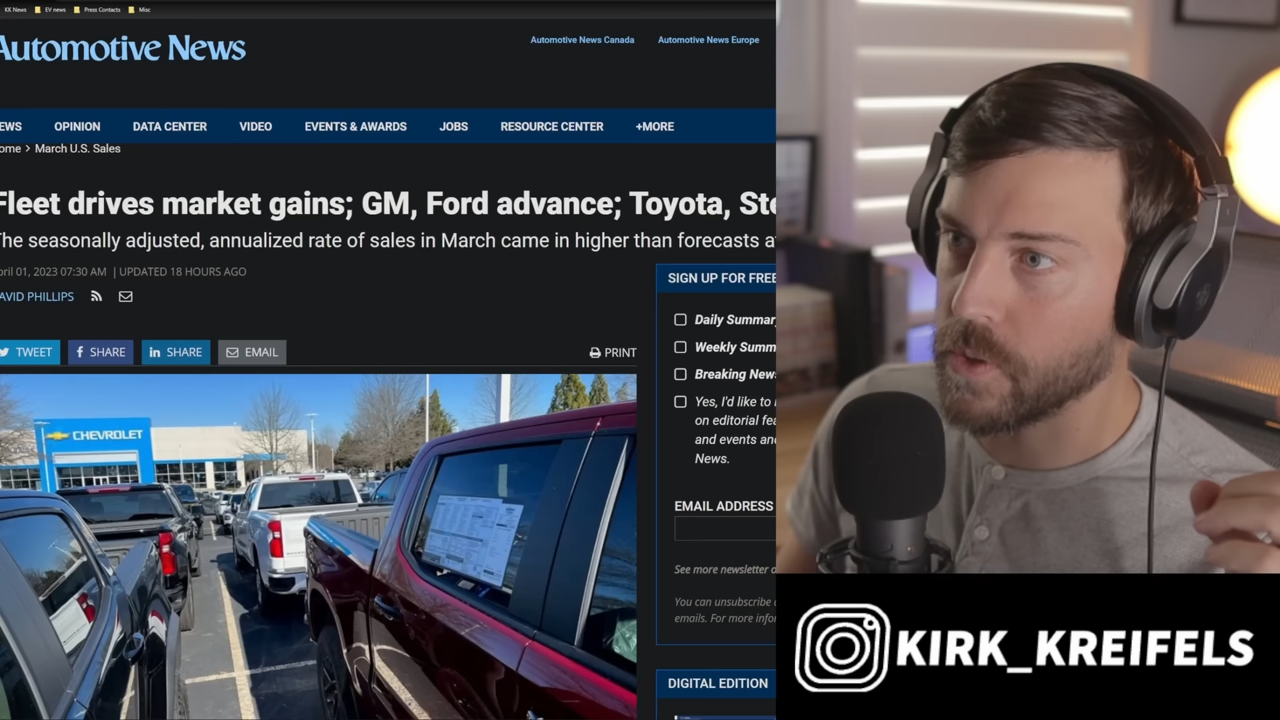 KK News EV news Press Contacts Misc
Automotive News
Automotive News Canada Automotive News Europe
EWS OPINION DATA CENTER VIDEO EVENTS & AWARDS JOBS RESOURCE CENTER +MORE
ome > March U.S. Sales
Fleet drives market gains; GM, Ford advance; Toyota, Ste
The seasonally adjusted, annualized rate of sales in March came in higher than forecasts a
pril 01, 2023 07:30 AM | UPDATED 18 HOURS AGO
AVID PHILLIPS
TWEET SHARE SHARE EMAIL PRINT
CHEVROLET
SIGN UP FOR FREE
Daily Summar
Weekly Summ
Breaking New
Yes, I'd like to
on editorial fea
and events and
News.
EMAIL ADDRESS
See more newsletter o
You can unsubscribe a
emails. For more infor
DIGITAL EDITION
KIRK_KREIFELS